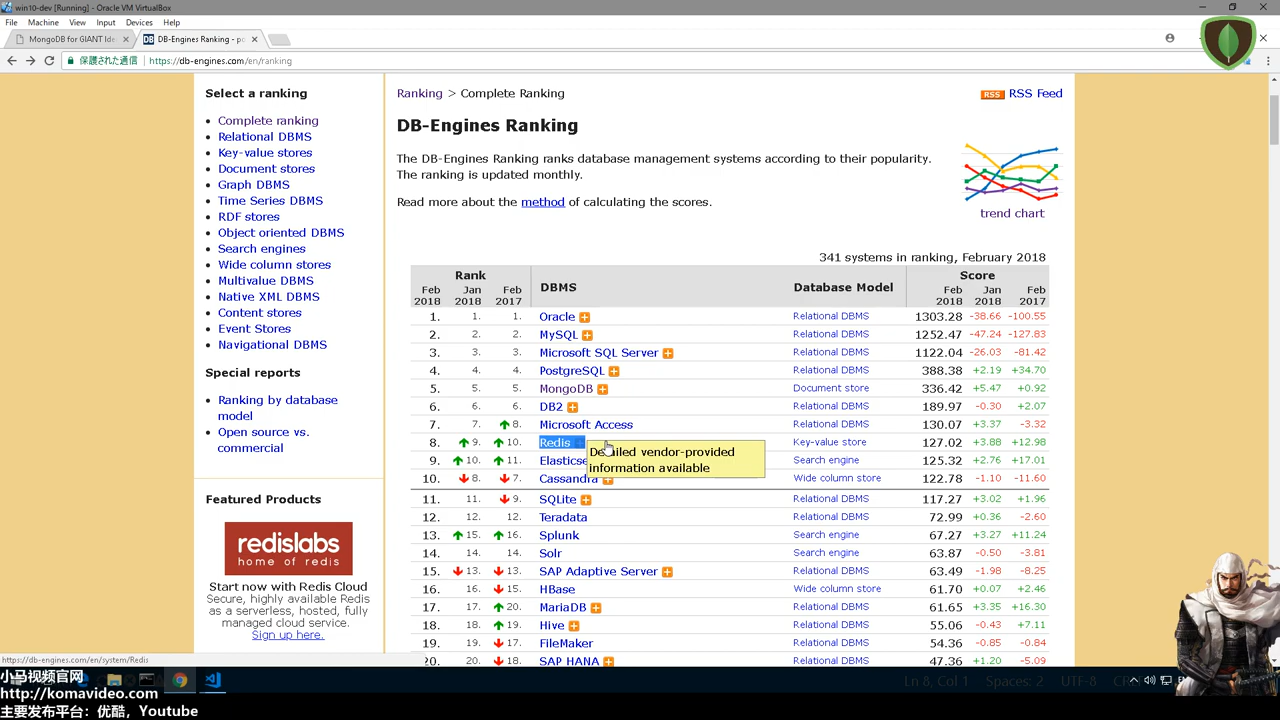 win10-dev [Running] - Oracle VM VirtualBox
File Machine View Input Devices Help
MongoDB for GIANT Ide
DB-Engines Ranking - po
保護された通信 https://db-engines.com/en/ranking
Select a ranking
Complete ranking
Relational DBMS
Key-value stores
Document stores
Graph DBMS
Time Series DBMS
RDF stores
Object oriented DBMS
Search engines
Wide column stores
Multivalue DBMS
Native XML DBMS
Content stores
Event Stores
Navigational DBMS
Special reports
Ranking by database
model
Open source vs.
commercial
Featured Products
redislabs
home of redis
Start now with Redis Cloud
Secure, highly available Redis
as a serverless, hosted, fully
managed cloud service.
Sign up here.
Ranking > Complete Ranking
RSS RSS Feed
DB-Engines Ranking
The DB-Engines Ranking ranks database management systems according to their popularity.
The ranking is updated monthly.
Read more about the method of calculating the scores.
trend chart
341 systems in ranking, February 2018
Rank DBMS Database Model Score
Feb 2018 Jan 2018 Feb 2017 Feb 2018 Jan 2018 Feb 2017
1. 1. 1. Oracle Relational DBMS 1303.28 -38.66 -100.55
2. 2. 2. MySQL Relational DBMS 1252.47 -47.24 -127.83
3. 3. 3. Microsoft SQL Server Relational DBMS 1122.04 -26.03 -81.42
4. 4. 4. PostgreSQL Relational DBMS 388.38 +2.19 +34.70
5. 5. 5. MongoDB Document store 336.42 +5.47 +0.92
6. 6. 6. DB2 Relational DBMS 189.97 -0.30 +2.07
7. 7. 8. Microsoft Access Relational DBMS 130.07 +3.37 -3.32
8. 9. 10. Redis Key-value store 127.02 +3.88 +12.98
Detailed vendor-provided
information available
9. 10. 11. Elasticse Search engine 125.32 +2.76 +17.01
10. 8. 7. Cassandra Wide column store 122.78 -1.10 -11.60
11. 11. 9. SQLite Relational DBMS 117.27 +3.02 +1.96
12. 12. 12. Teradata Relational DBMS 72.99 +0.36 -2.60
13. 15. 16. Splunk Search engine 67.27 +3.27 +11.24
14. 14. 14. Solr Search engine 63.87 -0.50 -3.81
15. 13. 13. SAP Adaptive Server Relational DBMS 63.49 -1.98 -8.25
16. 16. 15. HBase Wide column store 61.70 +0.07 +2.46
17. 17. 20. MariaDB Relational DBMS 61.65 +3.35 +16.30
18. 18. 19. Hive Relational DBMS 55.06 -0.43 +7.11
19. 19. 17. FileMaker Relational DBMS 54.36 -0.85 -0.84
20. 20. 18. SAP HANA Relational DBMS 47.36 +1.20 -5.09
https://db-engines.com/en/system/Redis
Ln 8, Col 1 Spaces: 2 UTF-8
小马视频官网
http://komavideo.com
主要发布平台：优酷，Youtube